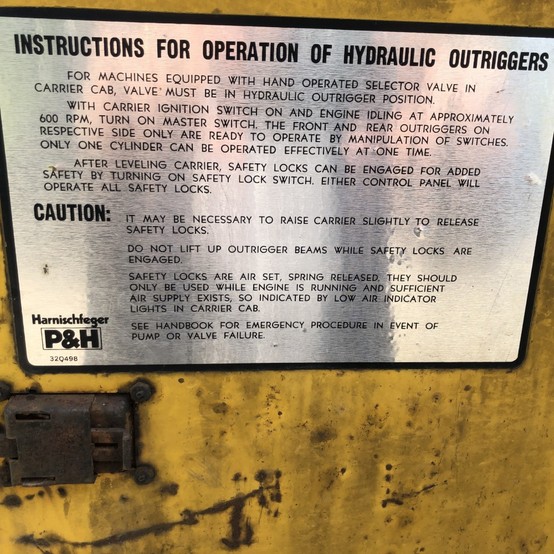 INSTRUCTIONS FOR OPERATION OF HYDRAULIC OUTRIGGERS
FOR MACHINES EQUIPPED WITH HAND OPERATED SELECTOR VALVE IN
CARRIER CAB, VALVE MUST BE IN HYDRAULIC OUTRIGGER POSITION.
WITH CARRIER IGNITION SWITCH ON AND ENGINE IDLING AT APPROXIMATELY
600 RPM, TURN ON MASTER SWITCH. THE FRONT AND REAR OUTRIGGERS ON
RESPECTIVE SIDE ONLY ARE READY TO OPERATE BY MANIPULATION OF SWITCHES.
ONLY ONE CYLINDER CAN BE OPERATED EFFECTIVELY AT ONE TIME.
AFTER LEVELING CARRIER, SAFETY LOCKS CAN BE ENGAGED FOR ADDED
SAFETY BY TURNING ON SAFETY LOCK SWITCH. EITHER CONTROL PANEL WILL
OPERATE ALL SAFETY LOCKS.
CAUTION: IT MAY BE NECESSARY TO RAISE CARRIER SLIGHTLY TO RELEASE
SAFETY LOCKS.
DO NOT LIFT UP OUTRIGGER BEAMS WHILE SAFETY LOCKS ARE
ENGAGED.
SAFETY LOCKS ARE AIR SET, SPRING RELEASED. THEY SHOULD
ONLY BE USED WHILE ENGINE IS RUNNING AND SUFFICIENT
AIR SUPPLY EXISTS, SO INDICATED BY LOW AIR INDICATOR
LIGHTS IN CARRIER CAB.
SEE HANDBOOK FOR EMERGENCY PROCEDURE IN EVENT OF
PUMP OR VALVE FAILURE.
Harnischfeger
P&H
32Q498